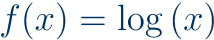 f(x) = log (x)